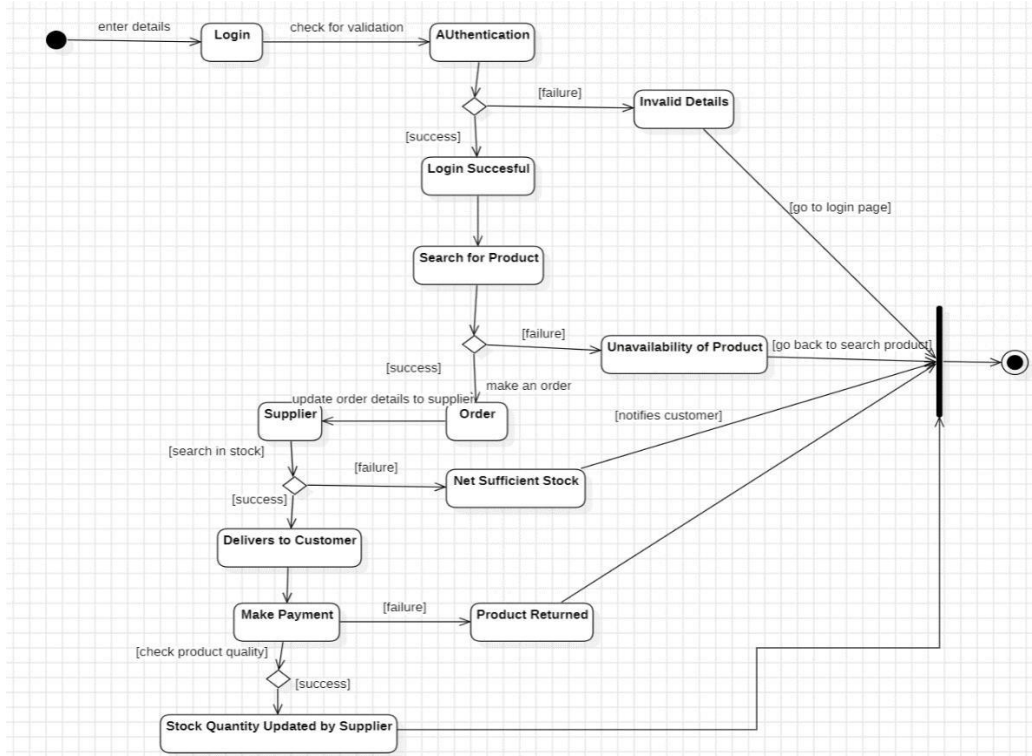 enter details
Login
check for validation
AUthentication
[failure]
Invalid Details
[success]
Login Succesful
[go to login page]
Search for Product
[failure]
Unavailability of Product
[go back to search product]
[success]
make an order
update order details to supplier
Supplier
Order
[notifies customer]
[search in stock]
[failure]
Net Sufficient Stock
[success]
Delivers to Customer
Make Payment
[failure]
Product Returned
[check product quality]
[success]
Stock Quantity Updated by Supplier